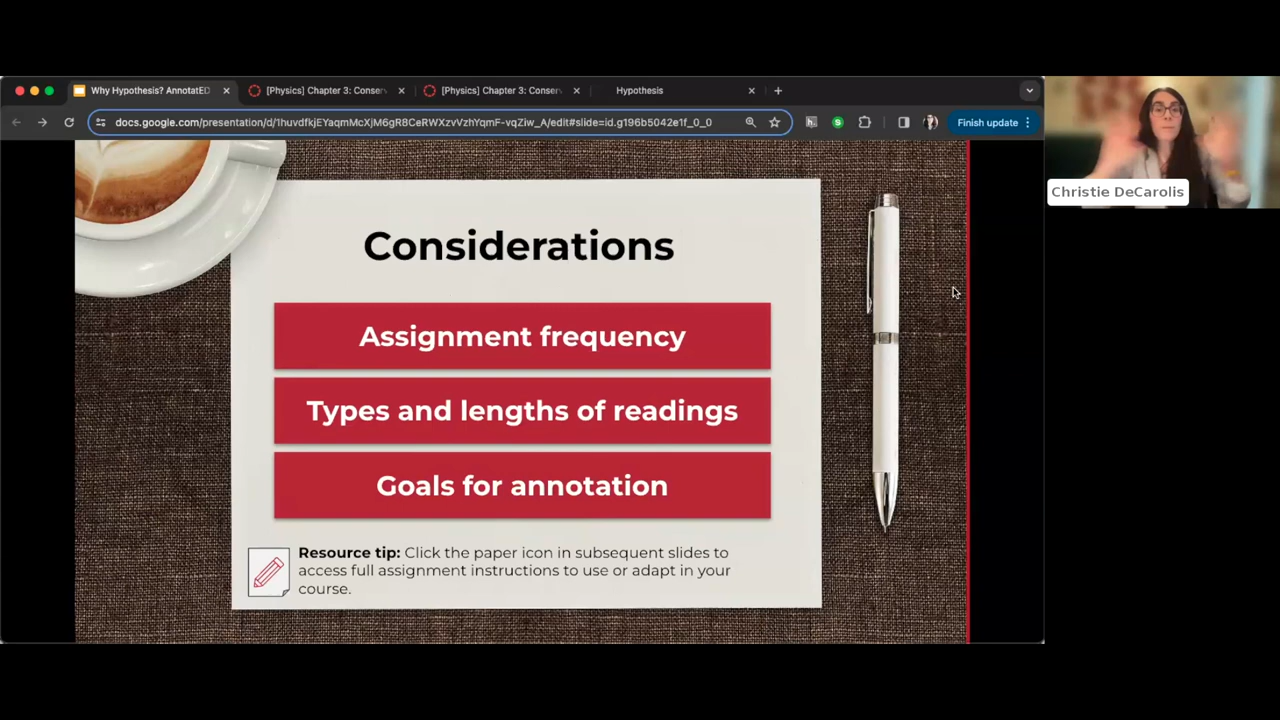 Why Hypothesis? AnnotatED
[Physics] Chapter 3: Conserv
[Physics] Chapter 3: Conserv
Hypothesis
docs.google.com/presentation/d/1huvdfkjEYaqmMcXjM6gR8CeRWXzvVzhYqmF-vqZiw_A/edit#slide=id.g196b5042e1f_0_0
Finish update
Christie DeCarolis
Considerations
Assignment frequency
Types and lengths of readings
Goals for annotation
Resource tip: Click the paper icon in subsequent slides to
access full assignment instructions to use or adapt in your
course.